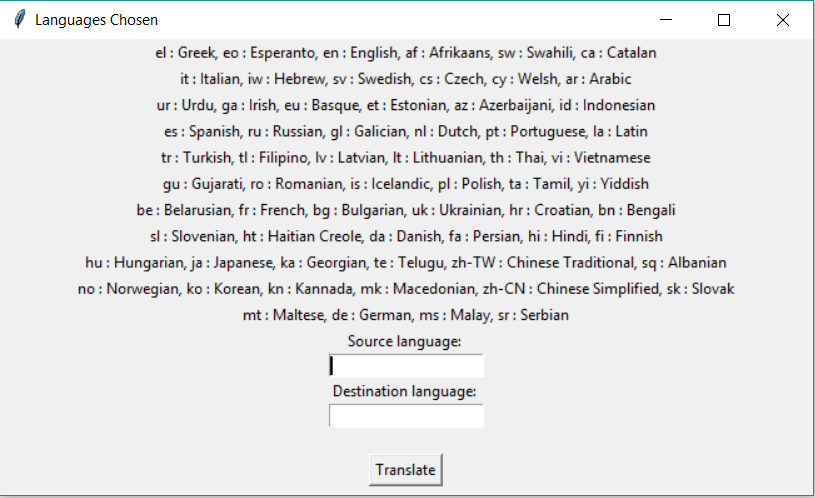 Languages Chosen
el : Greek, eo : Esperanto, en : English, af : Afrikaans, sw : Swahili, ca : Catalan
it : Italian, iw : Hebrew, sv : Swedish, cs : Czech, cy : Welsh, ar : Arabic
ur : Urdu, ga : Irish, eu : Basque, et : Estonian, az : Azerbaijani, id : Indonesian
es : Spanish, ru : Russian, gl : Galician, nl : Dutch, pt : Portuguese, la : Latin
tr : Turkish, tl : Filipino, lv : Latvian, lt : Lithuanian, th : Thai, vi : Vietnamese
gu : Gujarati, ro : Romanian, is : Icelandic, pl : Polish, ta : Tamil, yi : Yiddish
be : Belarusian, fr : French, bg : Bulgarian, uk : Ukrainian, hr : Croatian, bn : Bengali
sl : Slovenian, ht : Haitian Creole, da : Danish, fa : Persian, hi : Hindi, fi : Finnish
hu : Hungarian, ja : Japanese, ka : Georgian, te : Telugu, zh-TW : Chinese Traditional, sq : Albanian
no : Norwegian, ko : Korean, kn : Kannada, mk : Macedonian, zh-CN : Chinese Simplified, sk : Slovak
mt : Maltese, de : German, ms : Malay, sr : Serbian
Source language:
Destination language:
Translate